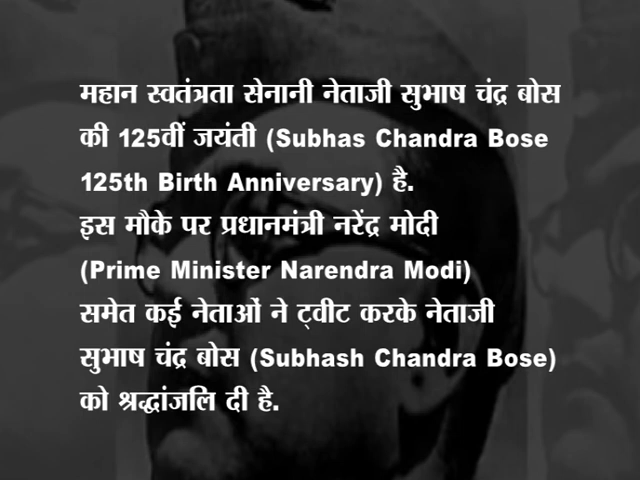 महान स्वतंत्रता सेनानी नेताजी सुभाष चंद्र बोस
की 125वीं जयंती (Subhas Chandra Bose
125th Birth Anniversary) है.
इस मौके पर प्रधानमंत्री नरेंद्र मोदी
(Prime Minister Narendra Modi)
समेत कई नेताओं ने ट्वीट करके नेताजी
सुभाष चंद्र बोस (Subhash Chandra Bose)
को श्रद्धांजलि दी है.